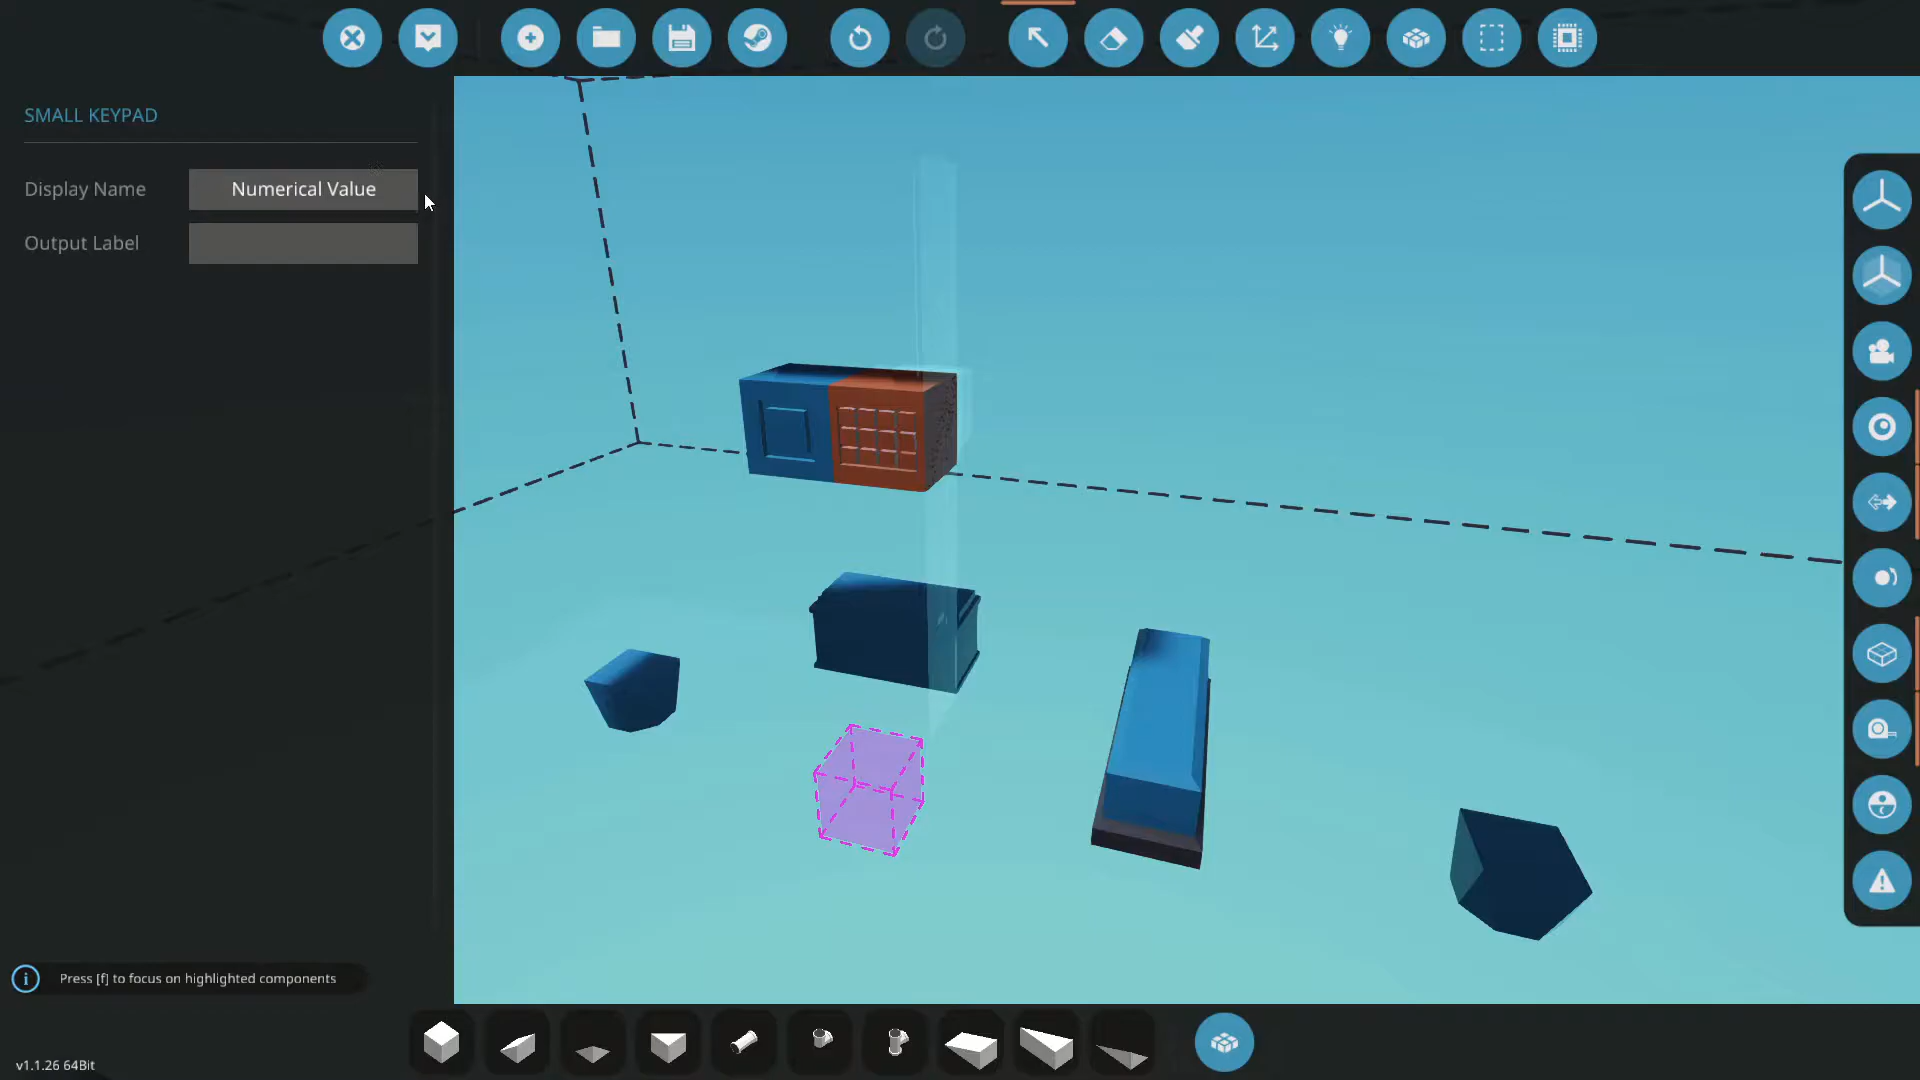 SMALL KEYPAD
Display Name
Numerical Value
Output Label
Press [f] to focus on highlighted components
v1.1.26 64Bit